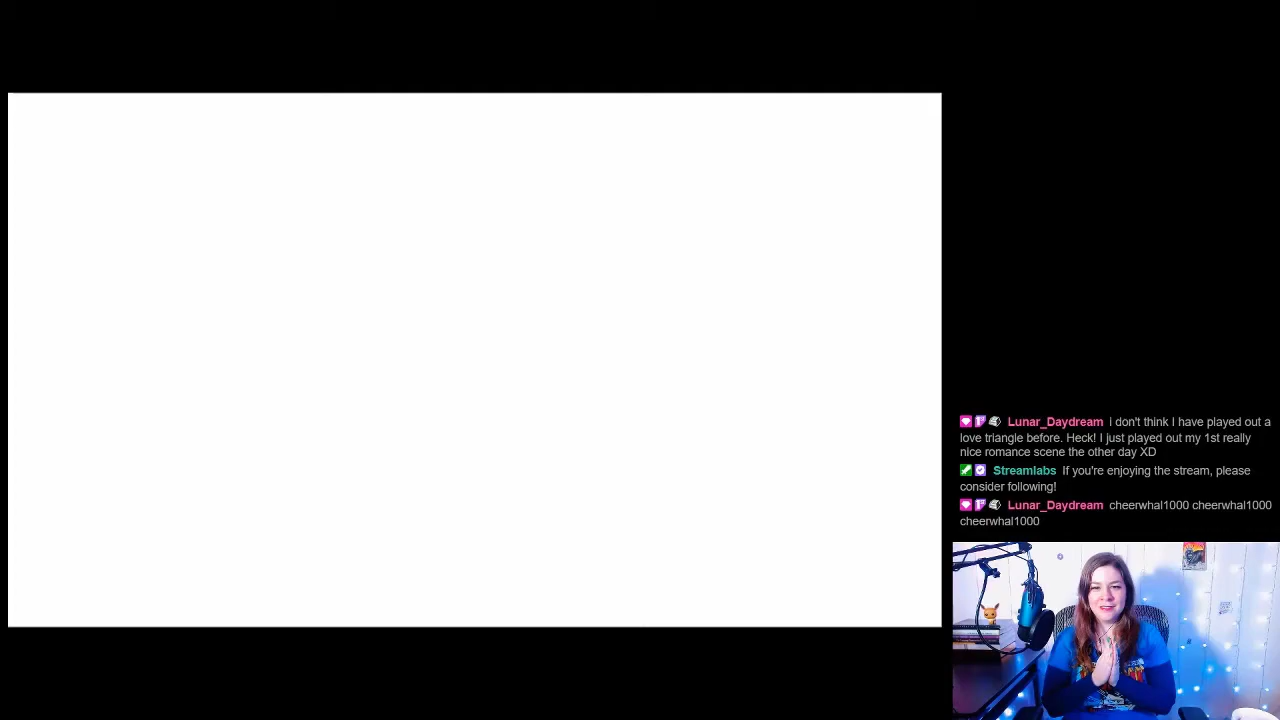 Lunar_Daydream I don't think I have played out a
love triangle before. Heck! I just played out my 1st really
nice romance scene the other day XD
Streamlabs If you're enjoying the stream, please
consider following!
Lunar_Daydream cheerwhal1000 cheerwhal1000
cheerwhal1000